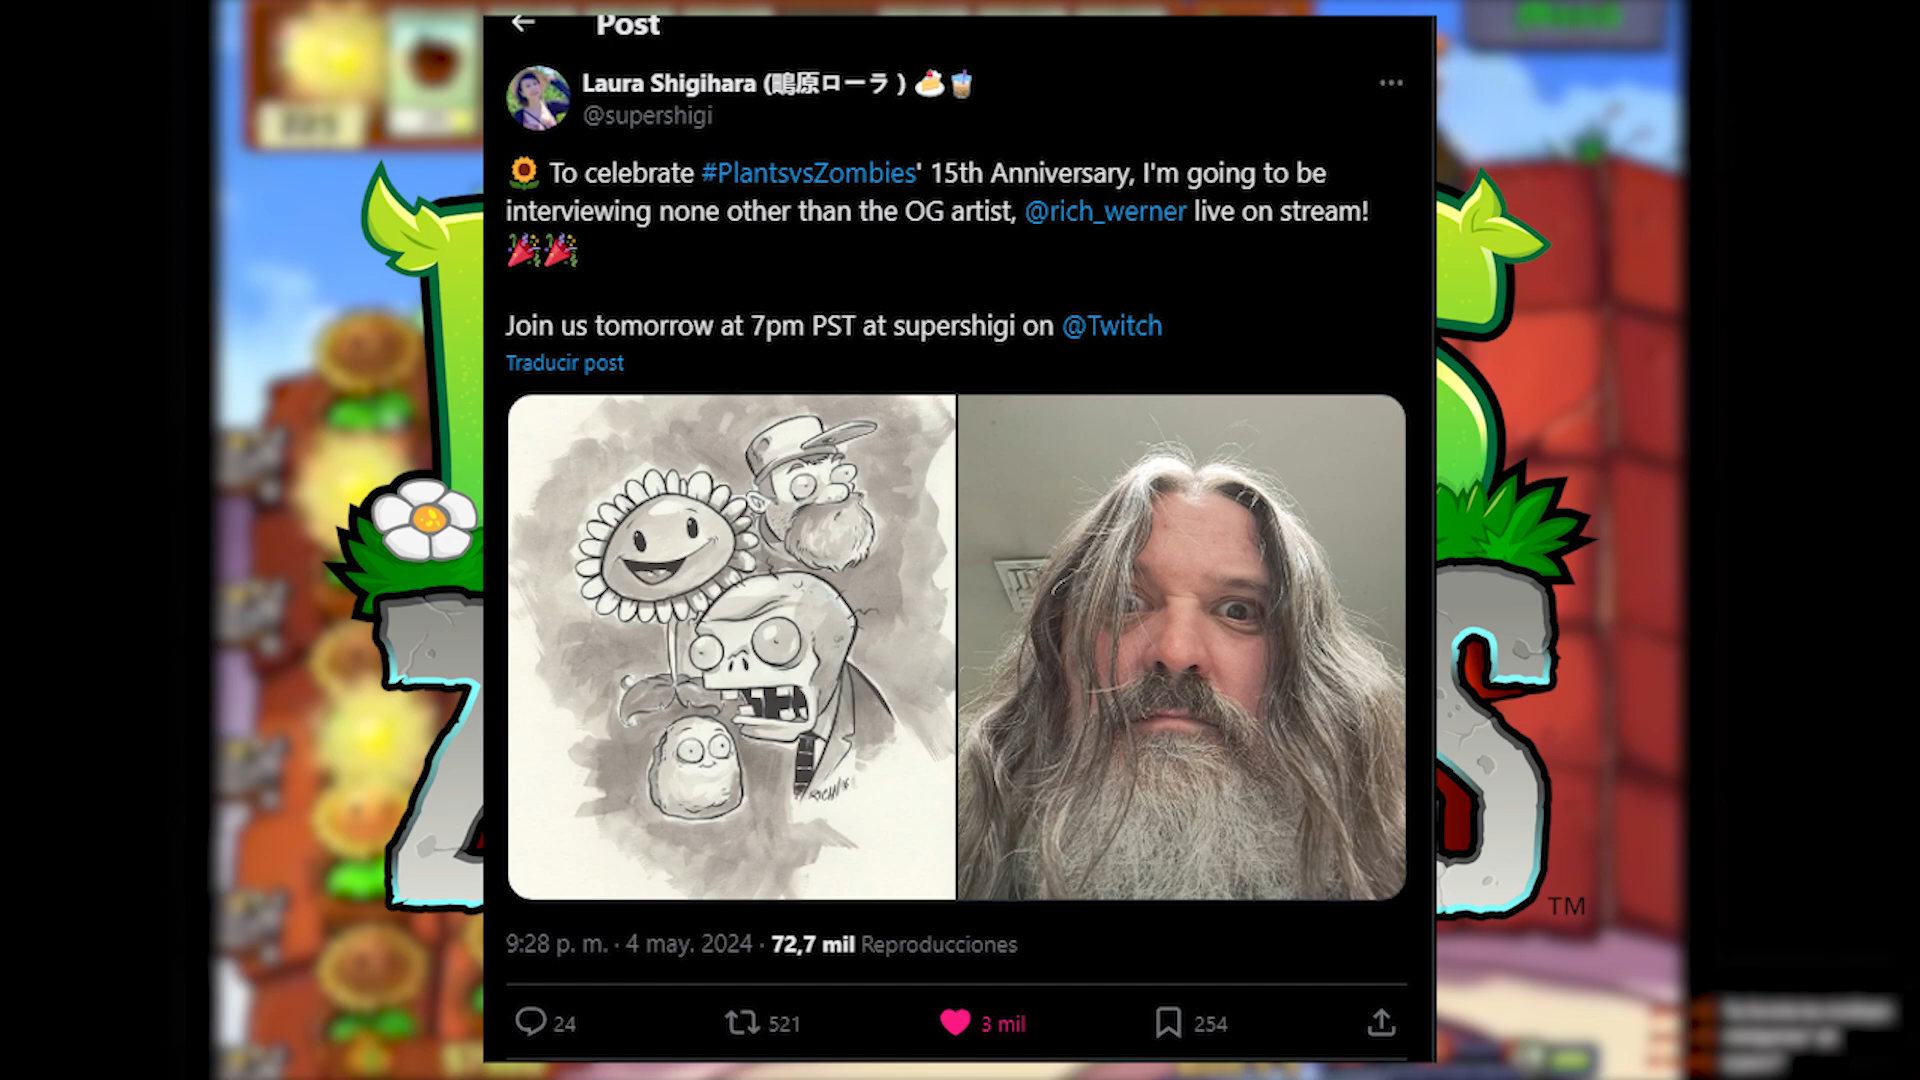 Post
Laura Shigihara (鴫原ローラ) 🍰🧋
@supershigi
🌻 To celebrate #PlantsvsZombies' 15th Anniversary, I'm going to be
interviewing none other than the OG artist, @rich_werner live on stream!
🎉🎉
Join us tomorrow at 7pm PST at supershigi on @Twitch
Traducir post
RICH/16
9:28 p. m. · 4 may. 2024 · 72,7 mil Reproducciones
24 521 3 mil 254
TM